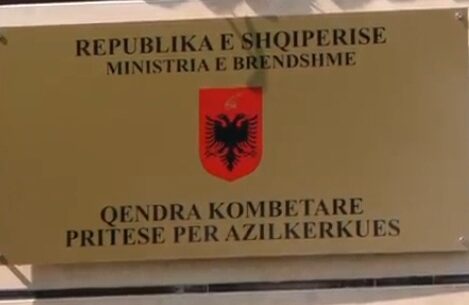 REPUBLIKA E SHQIPERISE
MINISTRIA E BRENDSHME
QENDRA KOMBETARE
PRITESE PER AZILKERKUES